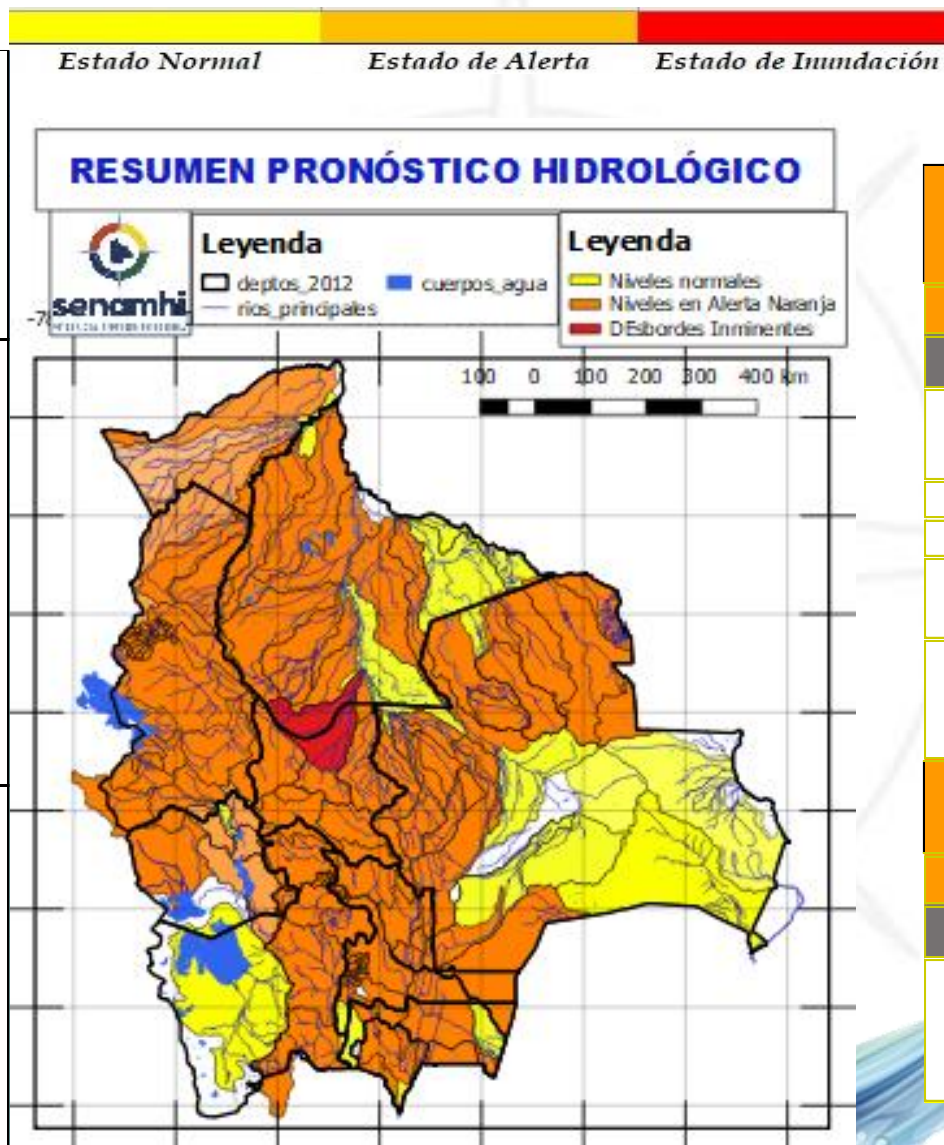 Estado Normal Estado de Alerta Estado de Inundación
RESUMEN PRONÓSTICO HIDROLÓGICO
senamhi
Leyenda
deptos_2012 cuerpos_agua
rios_principales
Leyenda
Niveles normales
Niveles en Alerta Naranja
DEsbordes Inminentes
100 0 100 200 300 400 km